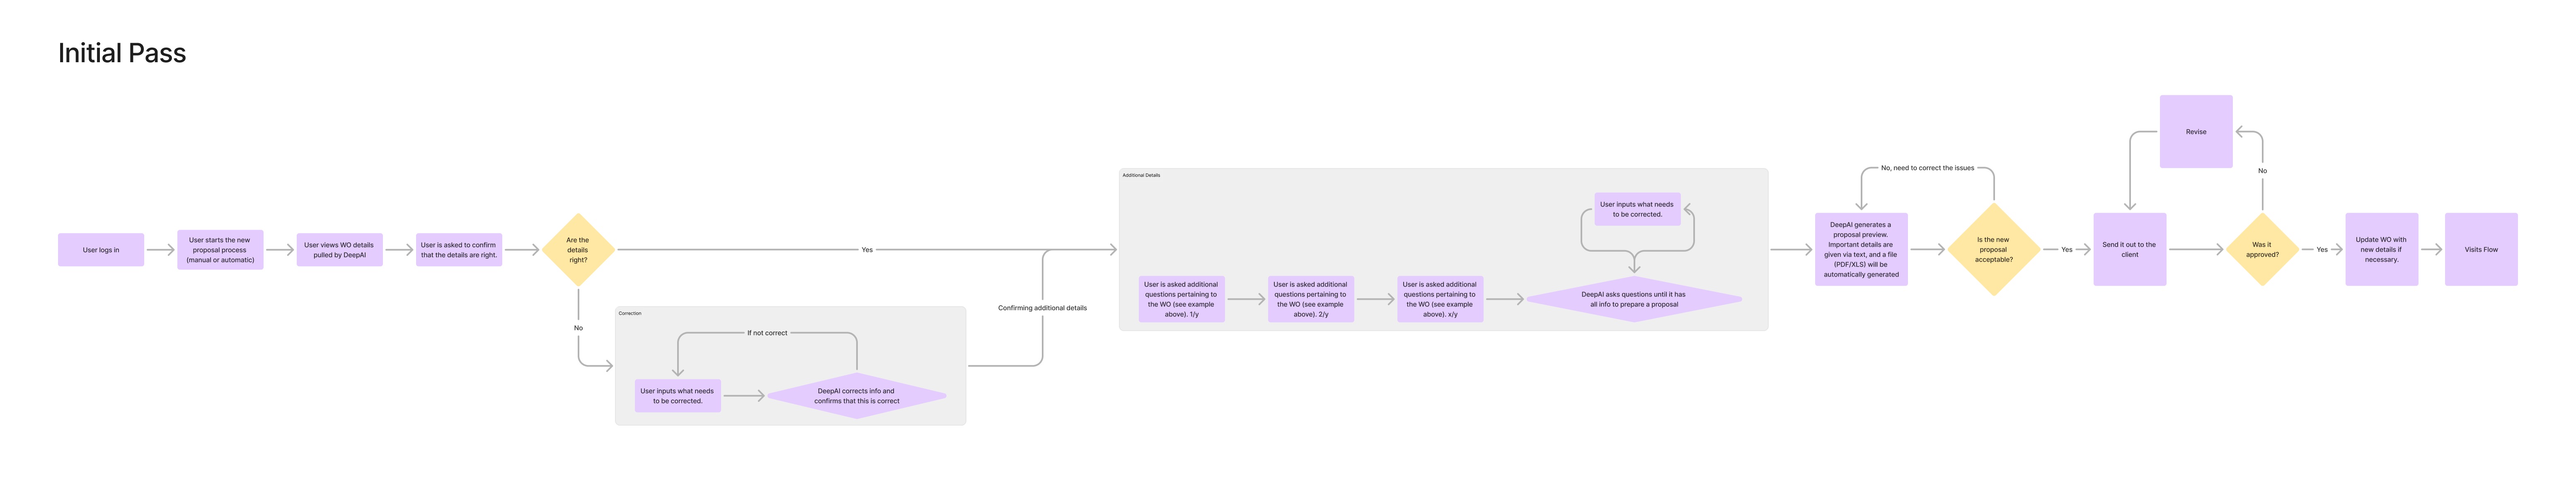 Initial Pass
User logs in
User starts the new
proposal process
(manual or automatic)
User views WO details
pulled by DeepAI
User is asked to confirm
that the details are right.
Are the
details
right?
Yes
No
Correction
If not correct
User inputs what needs
to be corrected.
DeepAI corrects info and
confirms that this is correct
Confirming additional details
Additional Details
User is asked additional
questions pertaining to
the WO (see example
above). 1/y
User is asked additional
questions pertaining to
the WO (see example
above). 2/y
User is asked additional
questions pertaining to
the WO (see example
above). x/y
User inputs what needs
to be corrected.
DeepAI asks questions until it has
all info to prepare a proposal
DeepAI generates a
proposal preview.
Important details are
given via text, and a file
(PDF/XLS) will be
automatically generated
No, need to correct the issues
Is the new
proposal
acceptable?
Yes
Send it out to the
client
Revise
No
Was it
approved?
Yes
Update WO with
new details if
necessary.
Visits Flow